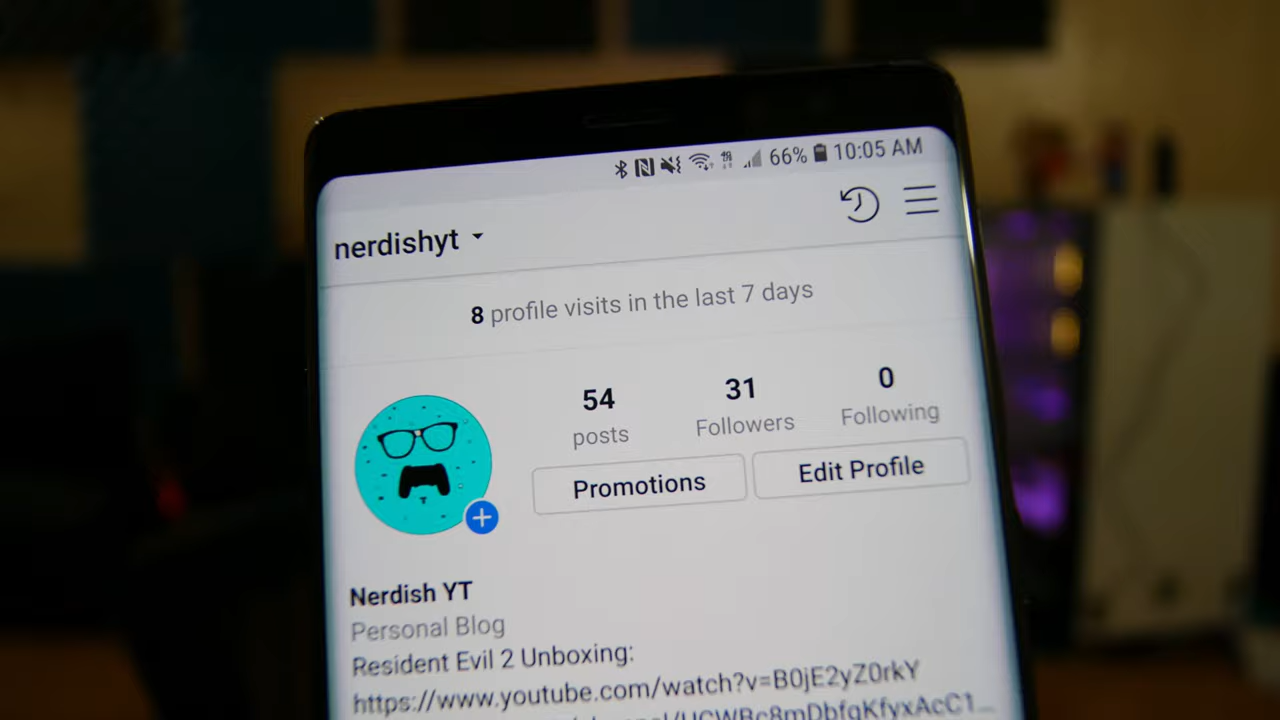 66% 10:05 AM
nerdishyt
8 profile visits in the last 7 days
54 31 0
posts Followers Following
Promotions Edit Profile
Nerdish YT
Personal Blog
Resident Evil 2 Unboxing:
https://www.youtube.com/watch?v=B0jE2yZ0rkY